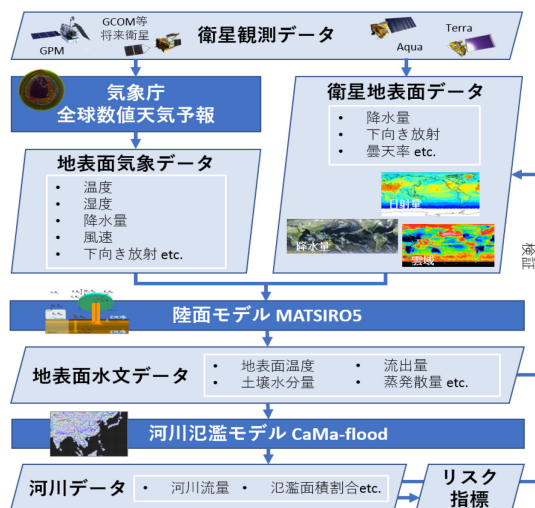 GCOM等
将来衛星
GPM
衛星観測データ
Terra
Aqua
気象庁
全球数値天気予報
衛星地表面データ
• 降水量
• 下向き放射
• 曇天率 etc.
日射量
降水量
雲域
地表面気象データ
• 温度
• 湿度
• 降水量
• 風速
• 下向き放射 etc.
検証
陸面モデル MATSIRO5
地表面水文データ
• 地表面温度
• 土壌水分量
• 流出量
• 蒸発散量 etc.
河川氾濫モデル CaMa-flood
河川データ
• 河川流量 • 氾濫面積割合etc.
リスク
指標